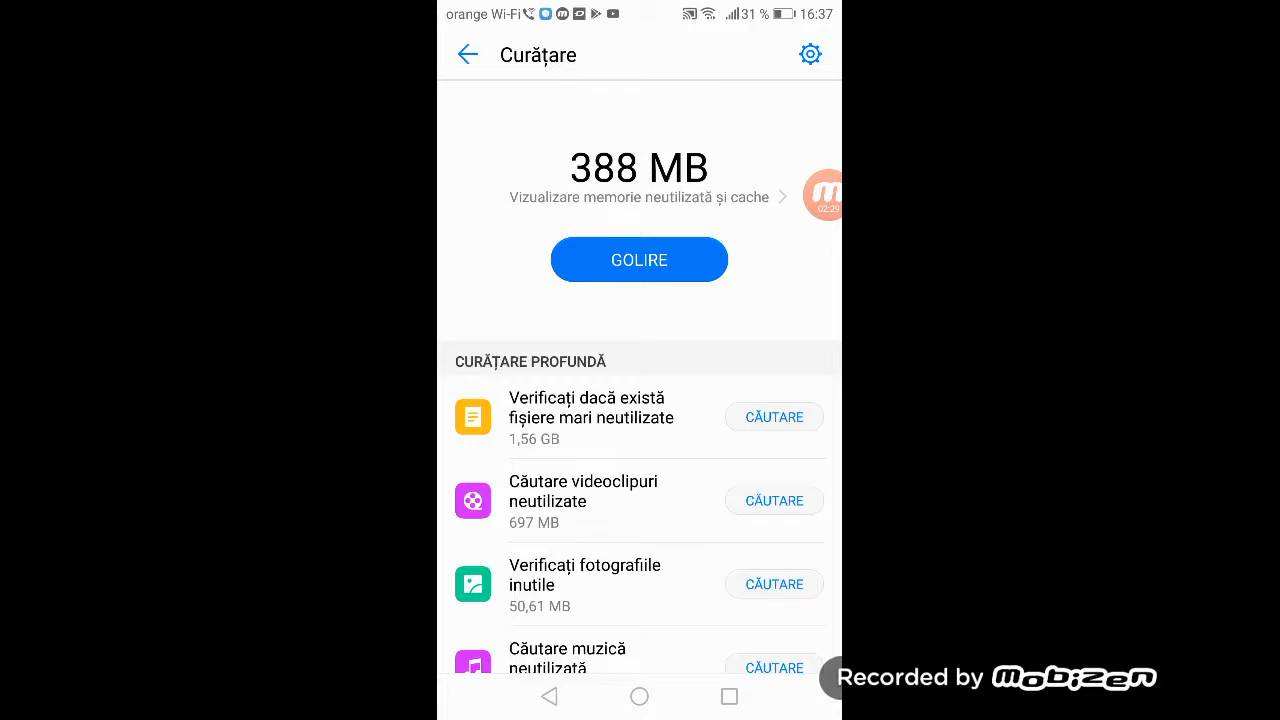 orange Wi-Fi 31 % 16:37
Curățare
388 MB
Vizualizare memorie neutilizată și cache
02:29
GOLIRE
CURĂȚARE PROFUNDĂ
Verificați dacă există
fișiere mari neutilizate
CĂUTARE
1,56 GB
Căutare videoclipuri
neutilizate
CĂUTARE
697 MB
Verificați fotografiile
inutile
CĂUTARE
50,61 MB
Căutare muzică
neutilizată
CĂUTARE
Recorded by mobizen